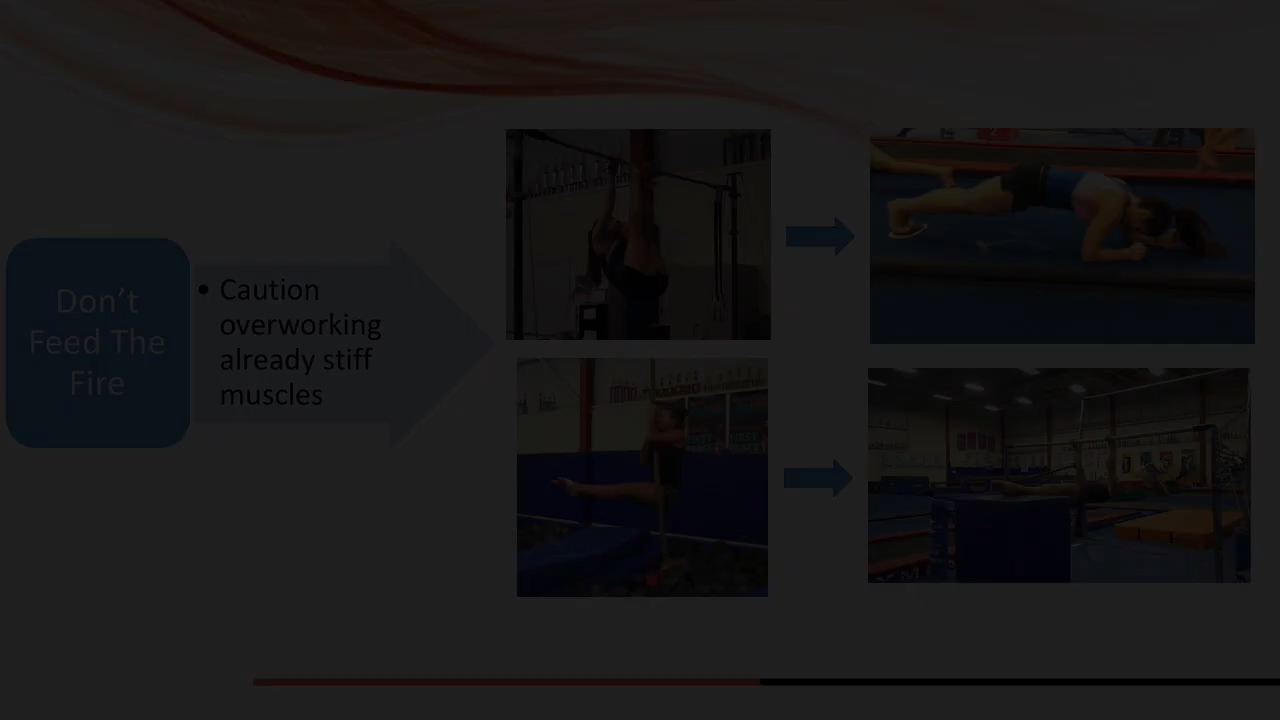 Don’t
Feed The
Fire
• Caution
overworking
already stiff
muscles